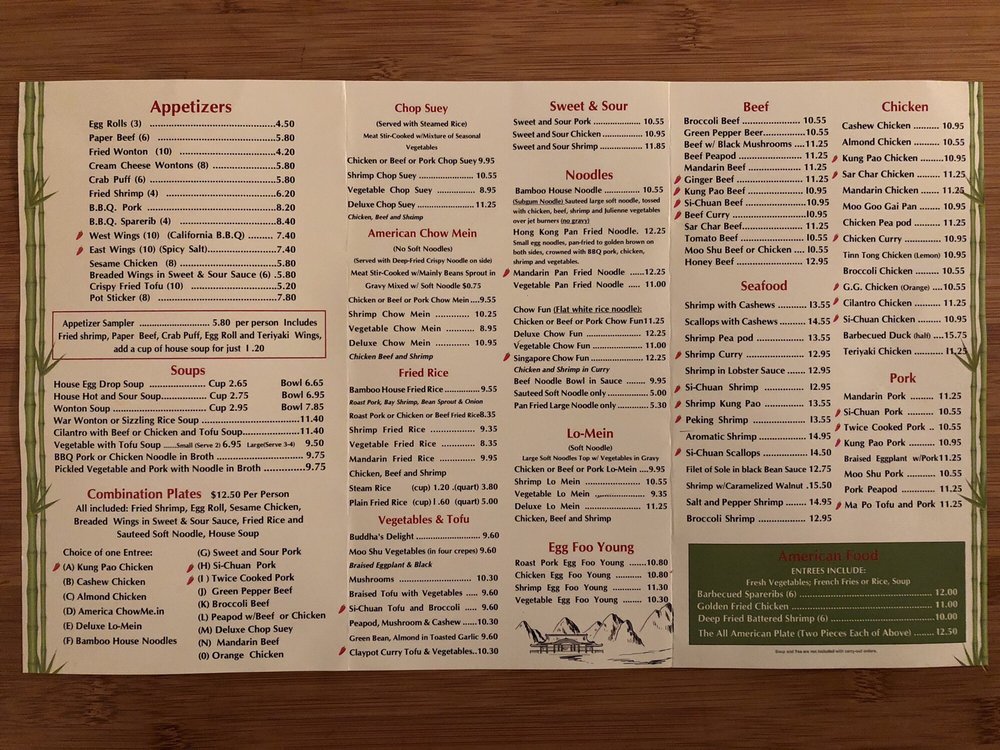 Appetizers
Egg Rolls (3) ...4.50
Paper Beef (6) ...5.80
Fried Wonton (10) ...4.20
Cream Cheese Wontons (8) ...5.80
Crab Puff (6) ...5.80
Fried Shrimp (4) ...6.20
B.B.Q. Pork ...8.20
B.B.Q. Sparerib (4) ...8.40
West Wings (10) (California B.B.Q) ...7.40
East Wings (10) (Spicy Salt)...7.40
Sesame Chicken (8) ...5.80
Breaded Wings in Sweet & Sour Sauce (6) .5.80
Crispy Fried Tofu (10) ...5.20
Pot Sticker (8) ...7.80
Appetizer Sampler ...5.80 per person Includes
Fried shrimp, Paper Beef, Crab Puff, Egg Roll and Teriyaki Wings,
add a cup of house soup for just 1 .20
Soups
House Egg Drop Soup ...Cup 2.65 Bowl 6.65
House Hot and Sour Soup...Cup 2.75 Bowl 6.95
Wonton Soup ...Cup 2.95 Bowl 7.85
War Wonton or Sizzling Rice Soup ...11.40
Cilantro with Beef or Chicken and Tofu Soup...11.40
Vegetable with Tofu Soup ....Small (Serve 2) 6.95 Large(Serve 3-4) 9.50
BBQ Pork or Chicken Noodle in Broth ...9.75
Pickled Vegetable and Pork with Noodle in Broth ...9.75
Combination Plates $12.50 Per Person
All included: Fried Shrimp, Egg Roll, Sesame Chicken,
Breaded Wings in Sweet & Sour Sauce, Fried Rice and
Sauteed Soft Noodle, House Soup
Choice of one Entree:
(A) Kung Pao Chicken
(B) Cashew Chicken
(C) Almond Chicken
(D) America ChowMe.in
(E) Deluxe Lo-Mein
(F) Bamboo House Noodles
(G) Sweet and Sour Pork
(H) Si-Chuan Pork
(I ) Twice Cooked Pork
(J) Green Pepper Beef
(K) Broccoli Beef
(L) Peapod w/Beef or Chicken
(M) Deluxe Chop Suey
(N) Mandarin Beef
(0) Orange Chicken
Chop Suey
(Served with Steamed Rice)
Meat Stir-Cooked w/Mixture of Seasonal
Vegetables
Chicken or Beef or Pork Chop Suey 9.95
Shrimp Chop Suey ...10.55
Vegetable Chop Suey ...8.95
Deluxe Chop Suey ...11.25
Chicken, Beef and Shrimp
American Chow Mein
(No Soft Noodles)
(Served with Deep-Fried Crispy Noodle on side)
Meat Stir-Cooked w/Mainly Beans Sprout in
Gravy Mixed w/ Soft Noodle $0.75
Chicken or Beef or Pork Chow Mein ....9.55
Shrimp Chow Mein ...10.25
Vegetable Chow Mein ...8.95
Deluxe Chow Mein ...10.95
Chicken Beef and Shrimp
Fried Rice
Bamboo House Fried Rice ...9.55
Roast Pork, Bay Shrimp, Bean Sprout & Onion
Roast Pork or Chicken or Beef Fried Rice8.35
Shrimp Fried Rice ...9.35
Vegetable Fried Rice ...8.35
Mandarin Fried Rice ...9.95
Chicken, Beef and Shrimp
Steam Rice (cup) 1.20 .(quart) 3.80
Plain Fried Rice (cup) 1.60 (quart) 5.00
Vegetables & Tofu
Buddha's Delight ...9.60
Moo Shu Vegetables (in four crepes) 9.60
Braised Eggplant & Black
Mushrooms ...10.30
Braised Tofu with Vegetables ..... 9.60
Si-Chuan Tofu and Broccoli ..... 9.60
Peapod, Mushroom & Cashew .....10.30
Green Bean, Almond in Toasted Garlic 9.60
Claypot Curry Tofu & Vegetables..10.30
Sweet & Sour
Sweet and Sour Pork ...10.55
Sweet and Sour Chicken ...10.95
Sweet and Sour Shrimp ...11.85
Noodles
Bamboo House Noodle ...10.55
(Subgum Noodle) Sauteed large soft noodle, tossed
with chicken, beef, shrimp and Julienne vegetables
over jet burners (no gravy)
Hong Kong Pan Fried Noodle. 12.25
Small egg noodles, pan-fried to golden brown on
both sides, crowned with BBQ pork, chicken,
shrimp and vegetables.
Mandarin Pan Fried Noodle .....12.25
Vegetable Pan Fried Noodle ..... 11.00
Chow Fun (Flat white rice noodle):
Chicken or Beef or Pork Chow Fun11.25
Deluxe Chow Fun ...12.25
Vegetable Chow Fun ...11.00
Singapore Chow Fun ...12.25
Chicken and Shrimp in Curry
Beef Noodle Bowl in Sauce ...9.95
Sauteed Soft Noodle only ...5.00
Pan Fried Large Noodle only ....5.30
Lo-Mein
(Soft Noodle)
Large Soft Noodles Top w/ Vegetables in Gravy
Chicken or Beef or Pork Lo-Mein ....9.95
Shrimp Lo Mein ...10.55
Vegetable Lo Mein ...9.35
Deluxe Lo Mein ...11.25
Chicken, Beef and Shrimp
Egg Foo Young
Roast Pork Egg Foo Young .......10.80
Chicken Egg Foo Young ...10.80
Shrimp Egg Foo Young ...11.30
Vegetable Egg Foo Young ...10.30
Beef
Broccoli Beef ...10.55
Green Pepper Beer...10.55
Beef w/ Black Mushrooms ....11.25
Beef Peapod ...11.25
Mandarin Beef ...11.25
Ginger Beef ...11.25
Kung Pao Beef ...10.95
Si-Chuan Beef ...10.95
Beef Curry ...10.95
Sar Char Beef...11.25
Tomato Beef ...10.55
Moo Shu Beef or Chicken ...10.55
Honey Beef ...12.95
Seafood
Shrimp with Cashews ...13.55
Scallops with Cashews ...14.55
Shrimp Pea pod ...13.55
Shrimp Curry ...12.95
Shrimp in Lobster Sauce ...12.95
Si-Chuan Shrimp ...12.95
Shrimp Kung Pao ...13.55
Peking Shrimp ...13.55
Aromatic Shrimp ...14.95
Si-Chuan Scallops ...14.50
Filet of Sole in black Bean Sauce 12.75
Shrimp w/Caramelized Walnut .15.50
Salt and Pepper Shrimp ...14.95
Broccoli Shrimp ...12.95
Chicken
Cashew Chicken ...10.95
Almond Chicken ...10.55
Kung Pao Chicken ...10.95
Sar Char Chicken ...11.25
Mandarin Chicken ...11.25
Moo Goo Gai Pan ...10.95
Chicken Pea pod ...11.25
Chicken Curry ...10.95
Tinn Tong Chicken (Lemon) 10.95
Broccoli Chicken ...10.55
G.G. Chicken (Orange) ....10.55
Cilantro Chicken ...11.25
Si-Chuan Chicken ...10.95
Barbecued Duck (half) ....15.75
Teriyaki Chicken ...11.25
Pork
Mandarin Pork ...11.25
Si-Chuan Pork ...10.55
Twice Cooked Pork .. 10.55
Kung Pao Pork ...10.95
Braised Eggplant w/Pork11.25
Moo Shu Pork ...10.55
Pork Peapod ...11.25
Ma Po Tofu and Pork 11.25
American Food
ENTREES INCLUDE:
Fresh Vegetables; French Fries or Rice, Soup
Barbecued Spareribs (6) ...12.00
Golden Fried Chicken ...11.00
Deep Fried Battered Shrimp (6) ...10.00
The All American Plate (Two Pieces Each of Above) ...12.50
Soup and Tea are not included with carry-out orders.